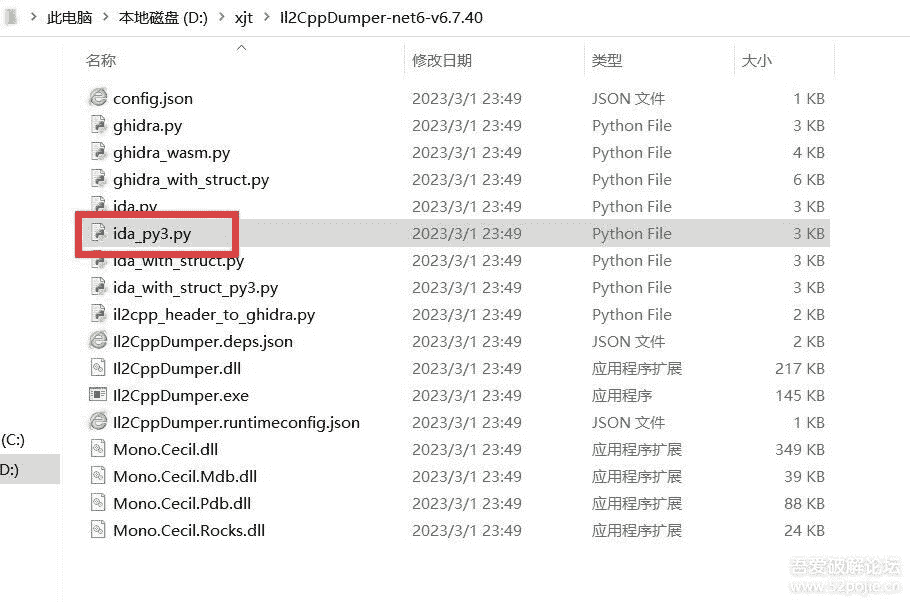 此电脑 > 本地磁盘 (D:) > xjt > Il2CppDumper-net6-v6.7.40
名称 修改日期 类型 大小
config.json 2023/3/1 23:49 JSON 文件 1 KB
ghidra.py 2023/3/1 23:49 Python File 3 KB
ghidra_wasm.py 2023/3/1 23:49 Python File 4 KB
ghidra_with_struct.py 2023/3/1 23:49 Python File 6 KB
ida.py 2023/3/1 23:49 Python File 3 KB
ida_py3.py 2023/3/1 23:49 Python File 3 KB
ida_with_struct.py 2023/3/1 23:49 Python File 3 KB
ida_with_struct_py3.py 2023/3/1 23:49 Python File 3 KB
il2cpp_header_to_ghidra.py 2023/3/1 23:49 Python File 2 KB
Il2CppDumper.deps.json 2023/3/1 23:49 JSON 文件 2 KB
Il2CppDumper.dll 2023/3/1 23:49 应用程序扩展 217 KB
Il2CppDumper.exe 2023/3/1 23:49 应用程序 145 KB
Il2CppDumper.runtimeconfig.json 2023/3/1 23:49 JSON 文件 1 KB
(C:)
Mono.Cecil.dll 2023/3/1 23:49 应用程序扩展 349 KB
D:)
Mono.Cecil.Mdb.dll 2023/3/1 23:49 应用程序扩展 39 KB
Mono.Cecil.Pdb.dll 2023/3/1 23:49 应用程序扩展 88 KB
Mono.Cecil.Rocks.dll 2023/3/1 23:49 应用程序扩展 24 KB
吾爱破解论坛
www.52pojie.cn